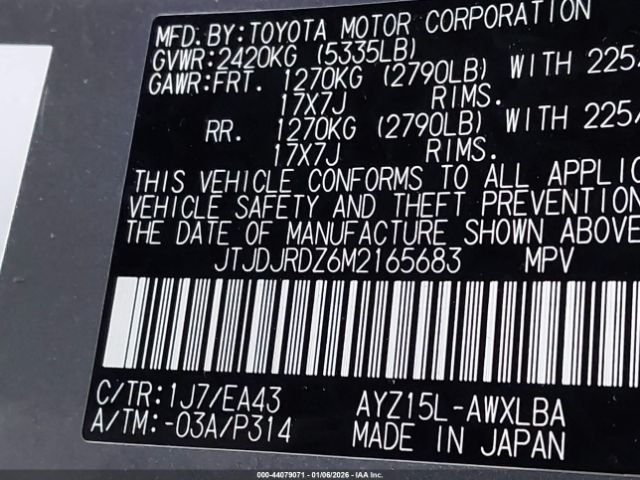 MFD. BY: TOYOTA MOTOR CORPORATION
GVWR: 2420KG (5335LB)
GAWR: FRT. 1270KG (2790LB) WITH 225/
17X7J RIMS.
RR. 1270KG (2790LB) WITH 225/
17X7J RIMS.
THIS VEHICLE CONFORMS TO ALL APPLIC
VEHICLE SAFETY AND THEFT PREVENTION
THE DATE OF MANUFACTURE SHOWN ABOVE
JTJDJRDZ6M2165683 MPV
C/TR: 1J7/EA43 AYZ15L-AWXLBA
A/TM: -03A/P314 MADE IN JAPAN
000-44079071 - 01/06/2026 - IAA Inc.